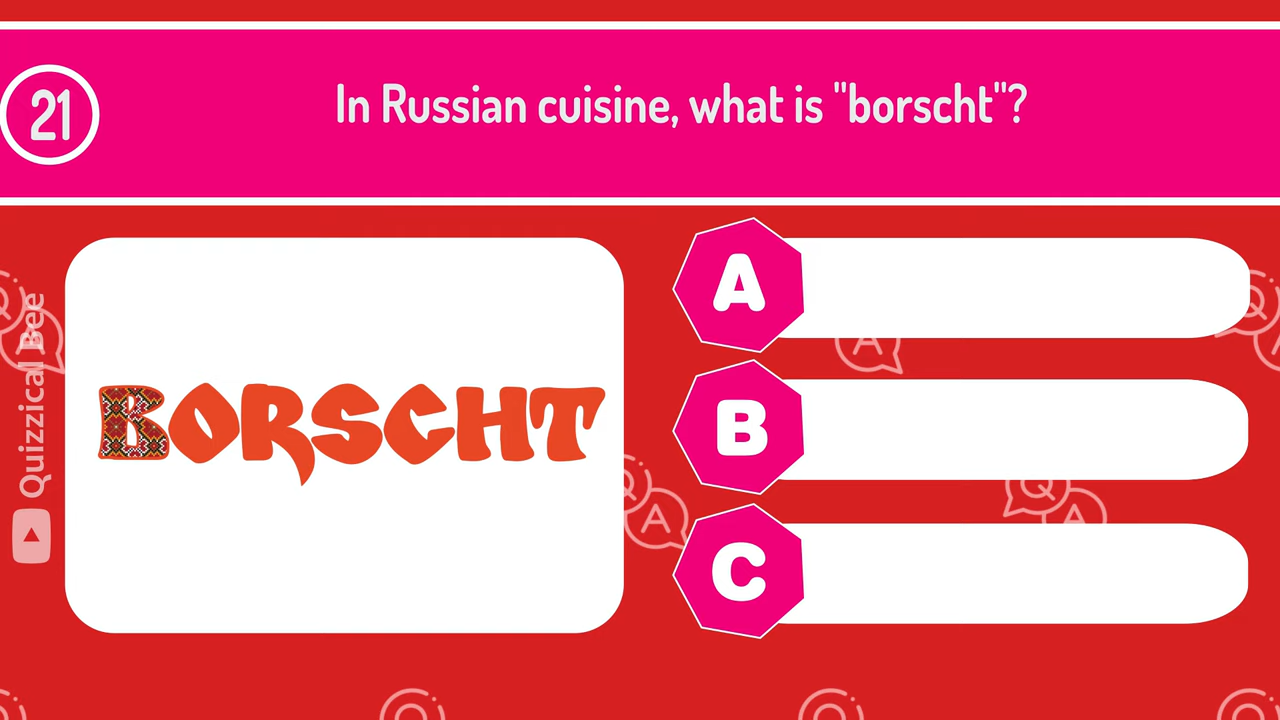 21
In Russian cuisine, what is "borscht"?
BORSCHT
A
B
C
Quizzical Bee
Q
A
A
Q
A
Q
A
Q
A